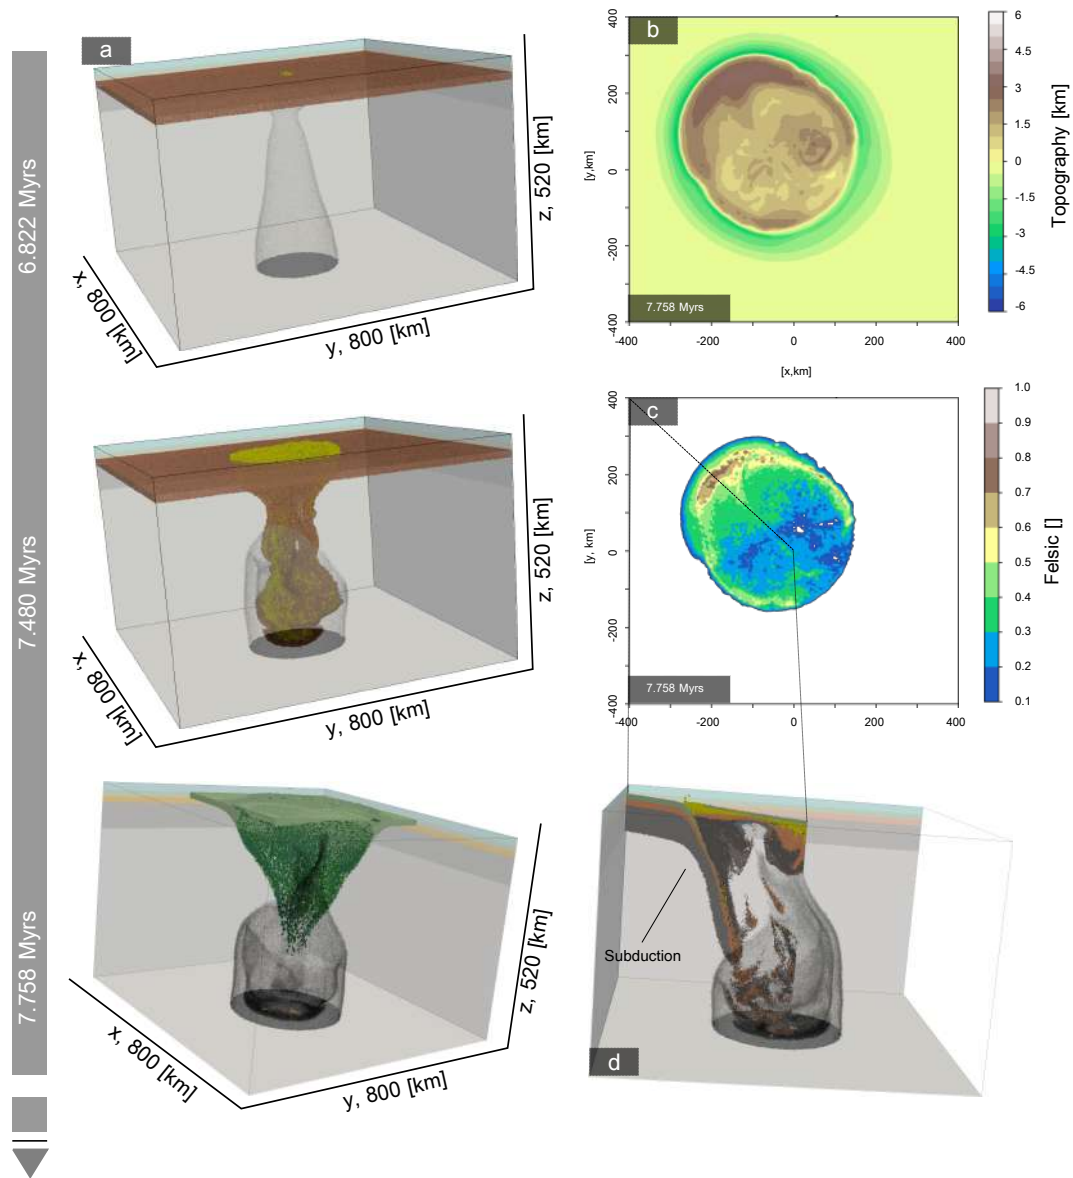 a
6.822 Myrs
z, 520 [km]
x, 800 [km]
y, 800 [km]
b
400
200
0
-200
-400
[y,km]
7.758 Myrs
-400
-200
0
200
400
[x,km]
6
4.5
3
1.5
0
-1.5
-3
-4.5
-6
Topography [km]
7.480 Myrs
z, 520 [km]
x, 800 [km]
y, 800 [km]
c
400
200
0
-200
-400
[y, km]
7.758 Myrs
-400
-200
0
200
400
1.0
0.9
0.8
0.7
0.6
0.5
0.4
0.3
0.2
0.1
Felsic []
7.758 Myrs
z, 520 [km]
x, 800 [km]
y, 800 [km]
Subduction
d